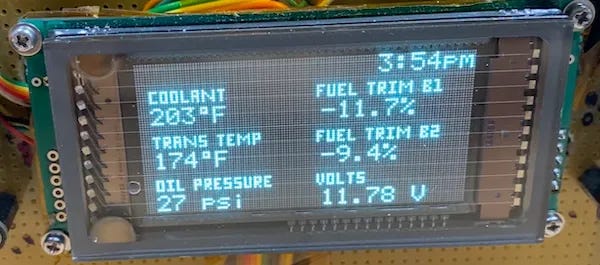 3:54pm
COOLANT
203°F
FUEL TRIM B1
-11.7%
TRANS TEMP
174°F
FUEL TRIM B2
-9.4%
OIL PRESSURE
27 psi
VOLTS
11.78 V